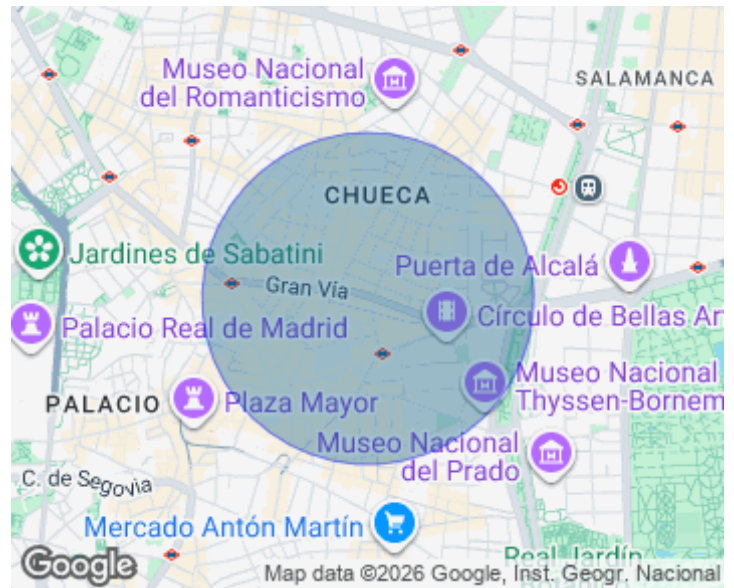 Museo Nacional
del Romanticismo
SALAMANCA
CHUECA
Jardines de Sabatini
Puerta de Alcalá
Gran Vía
Círculo de Bellas Ar
Palacio Real de Madrid
Museo Nacional
Thyssen-Bornem
PALACIO
Plaza Mayor
Museo Nacional
del Prado
C. de Segovia
Mercado Antón Martín
Real Jardín
Google
Map data ©2026 Google, Inst. Geogr. Nacional